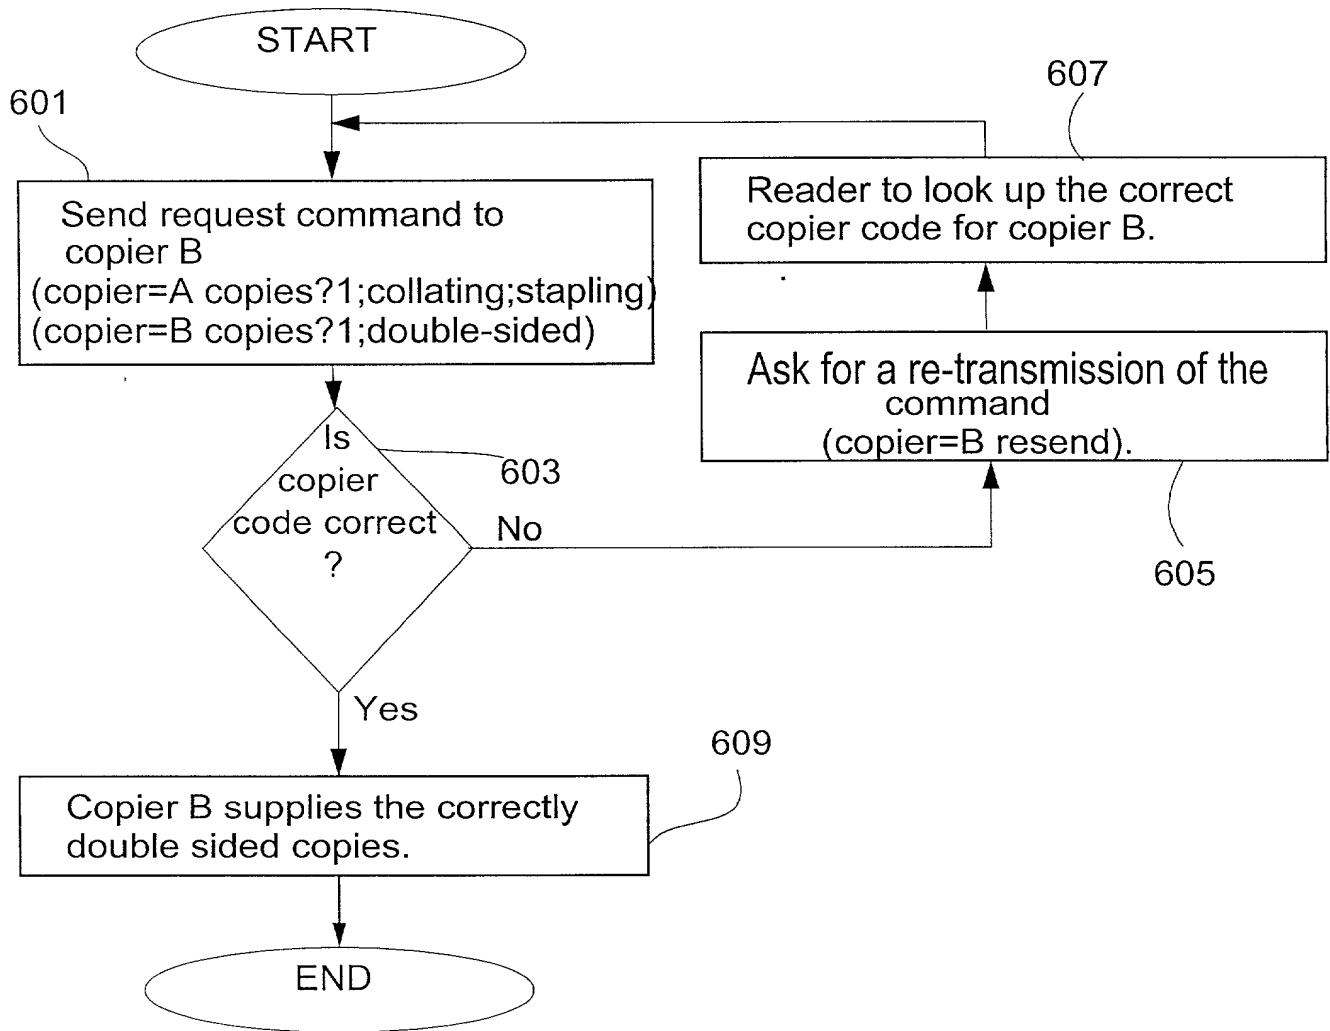 START
601
Send request command to
copier B
(copier=A copies?1;collating;stapling)
(copier=B copies?1;double-sided)
607
Reader to look up the correct
copier code for copier B.
Ask for a re-transmission of the
command
(copier=B resend).
605
Is
copier
code correct
?
603
No
Yes
609
Copier B supplies the correctly
double sided copies.
END